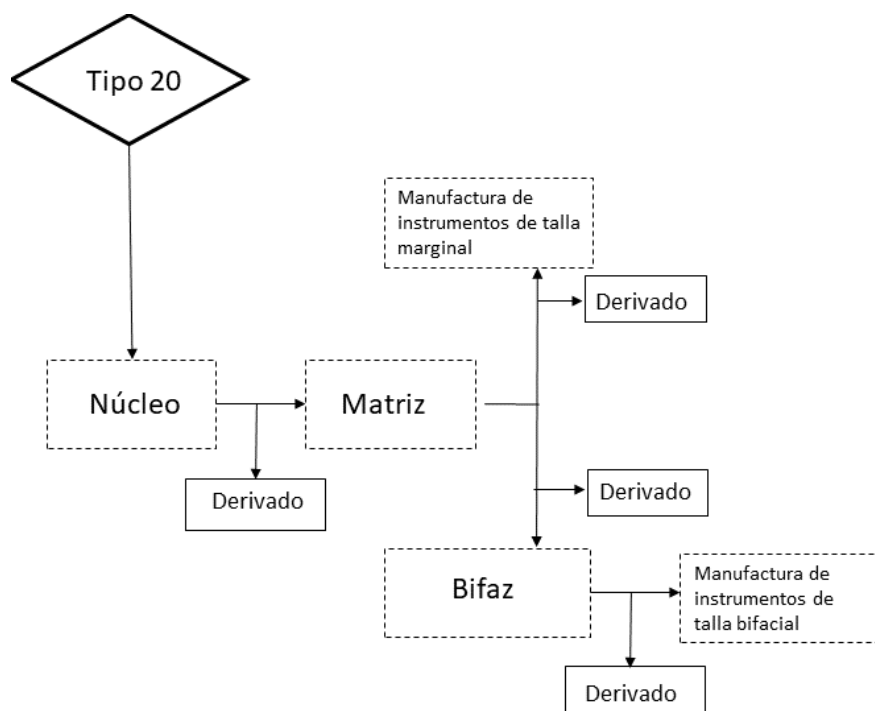 Tipo 20
Manufactura de
instrumentos de talla
marginal
Derivado
Núcleo
Matriz
Derivado
Derivado
Bifaz
Manufactura de
instrumentos de
talla bifacial
Derivado